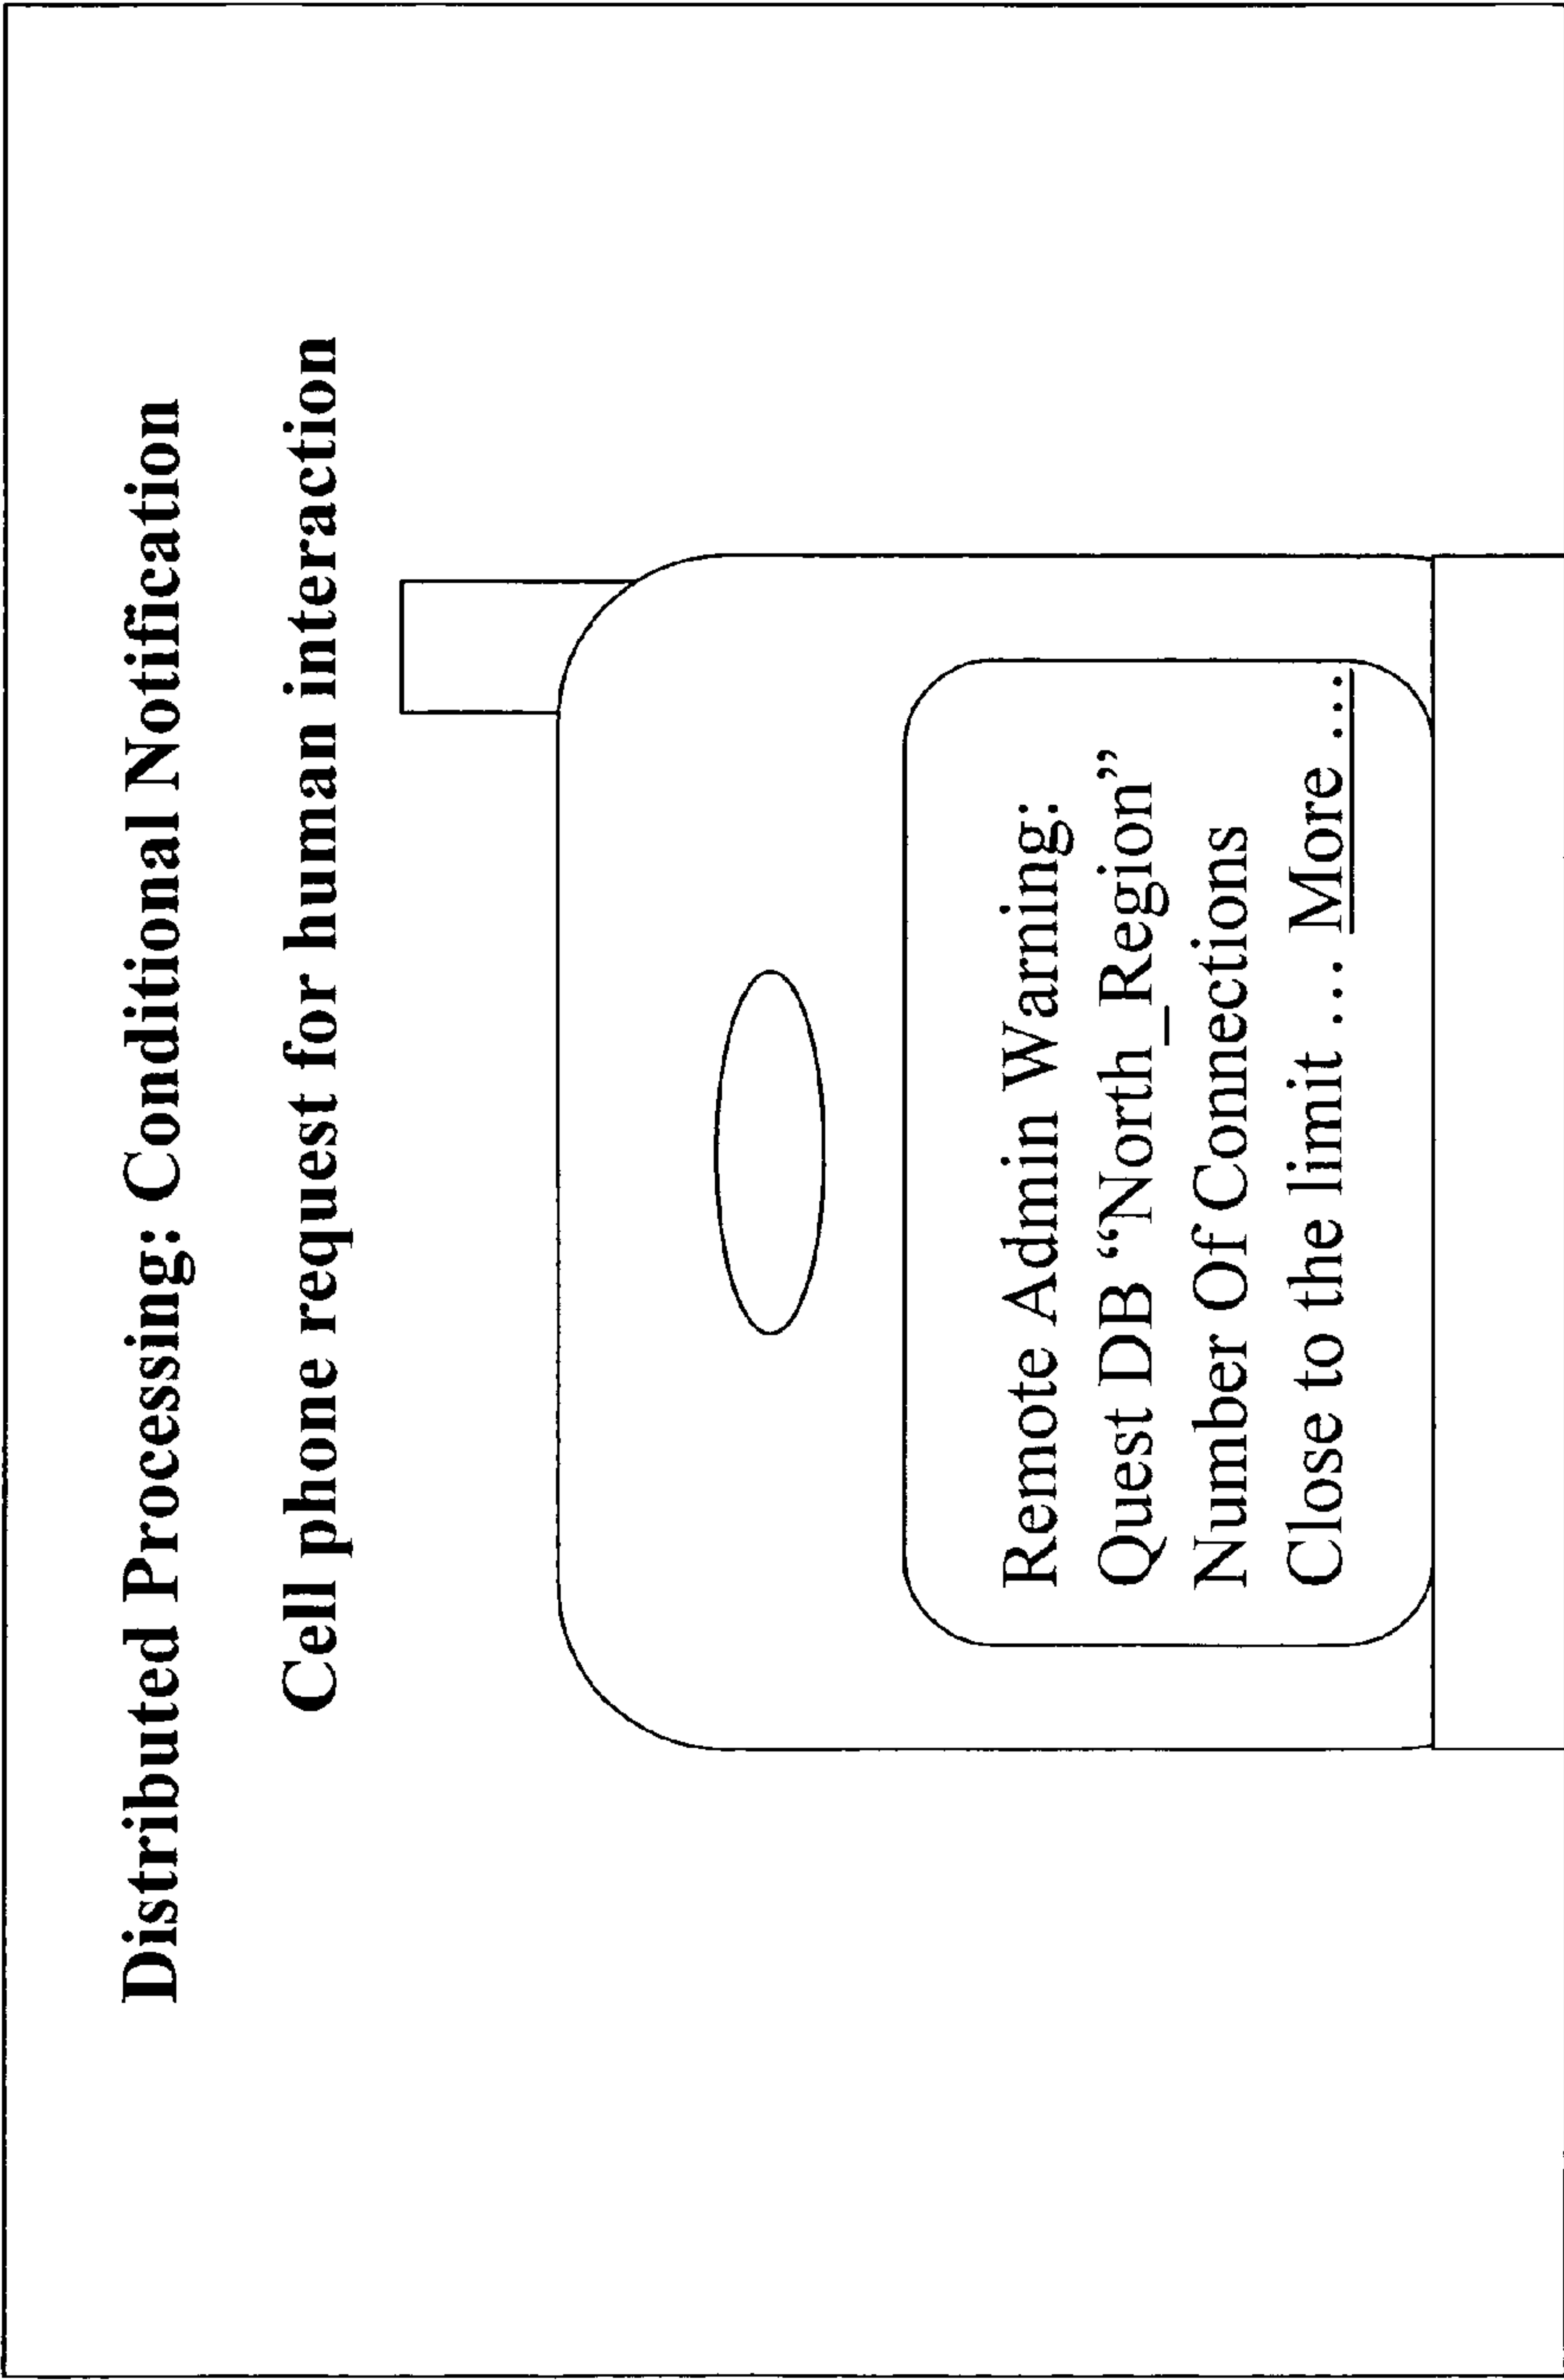 Distributed Processing: Conditional Notification
Cell phone request for human interaction
Remote Admin Warning:
Quest DB “North_Region”
Number Of Connections
Close to the limit …. More …